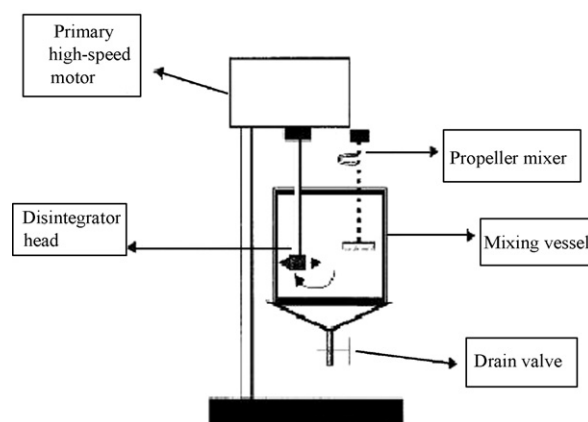 Primary
high-speed
motor
Propeller mixer
Disintegrator
head
Mixing vessel
Drain valve